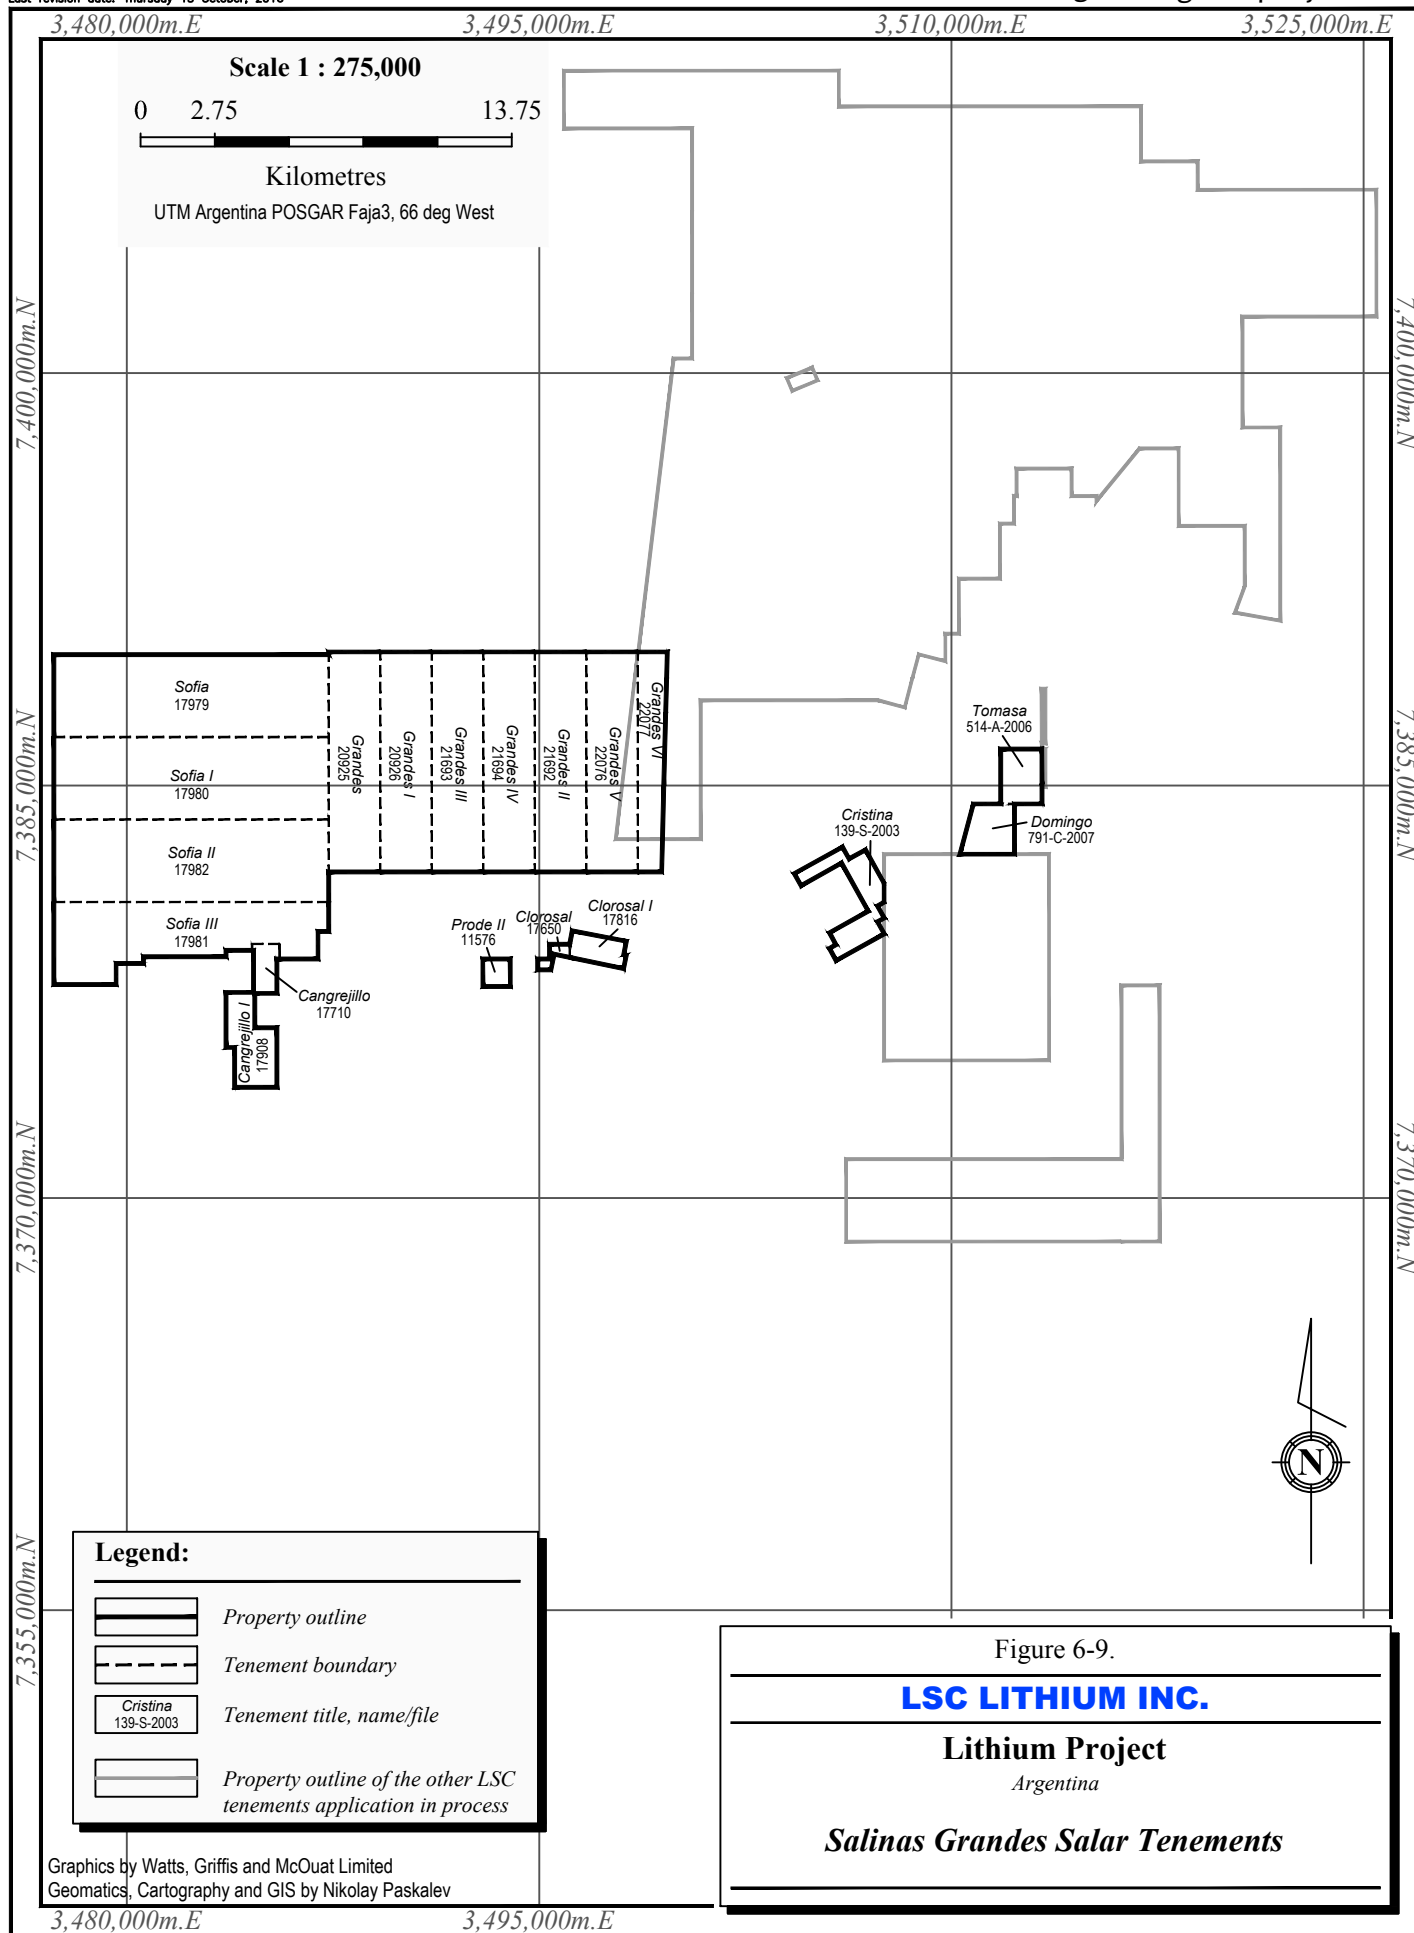 3,480,000m.E
3,495,000m.E
3,510,000m.E
3,525,000m.E
Scale 1 : 275,000
0 2.75 13.75
Kilometres
UTM Argentina POSGAR Faja3, 66 deg West
7,400,000m.N
7,400,000m.N
7,385,000m.N
7,385,000m.N
7,370,000m.N
7,370,000m.N
7,355,000m.N
Sofia
17979
Sofia I
17980
Sofia II
17982
Sofia III
17981
Grandes
20925
Grandes I
20926
Grandes III
21693
Grandes IV
21694
Grandes II
21692
Grandes V
22076
Grandes VI
22077
Tomasa
514-A-2006
Domingo
791-C-2007
Cristina
139-S-2003
Prode II
11576
Clorosal
17650
Clorosal I
17816
Cangrejillo
17710
Cangrejillo I
17908
N
Legend:
Property outline
Tenement boundary
Cristina
139-S-2003
Tenement title, name/file
Property outline of the other LSC
tenements application in process
Figure 6-9.
LSC LITHIUM INC.
Lithium Project
Argentina
Salinas Grandes Salar Tenements
Graphics by Watts, Griffis and McOuat Limited
Geomatics, Cartography and GIS by Nikolay Paskalev
3,480,000m.E
3,495,000m.E